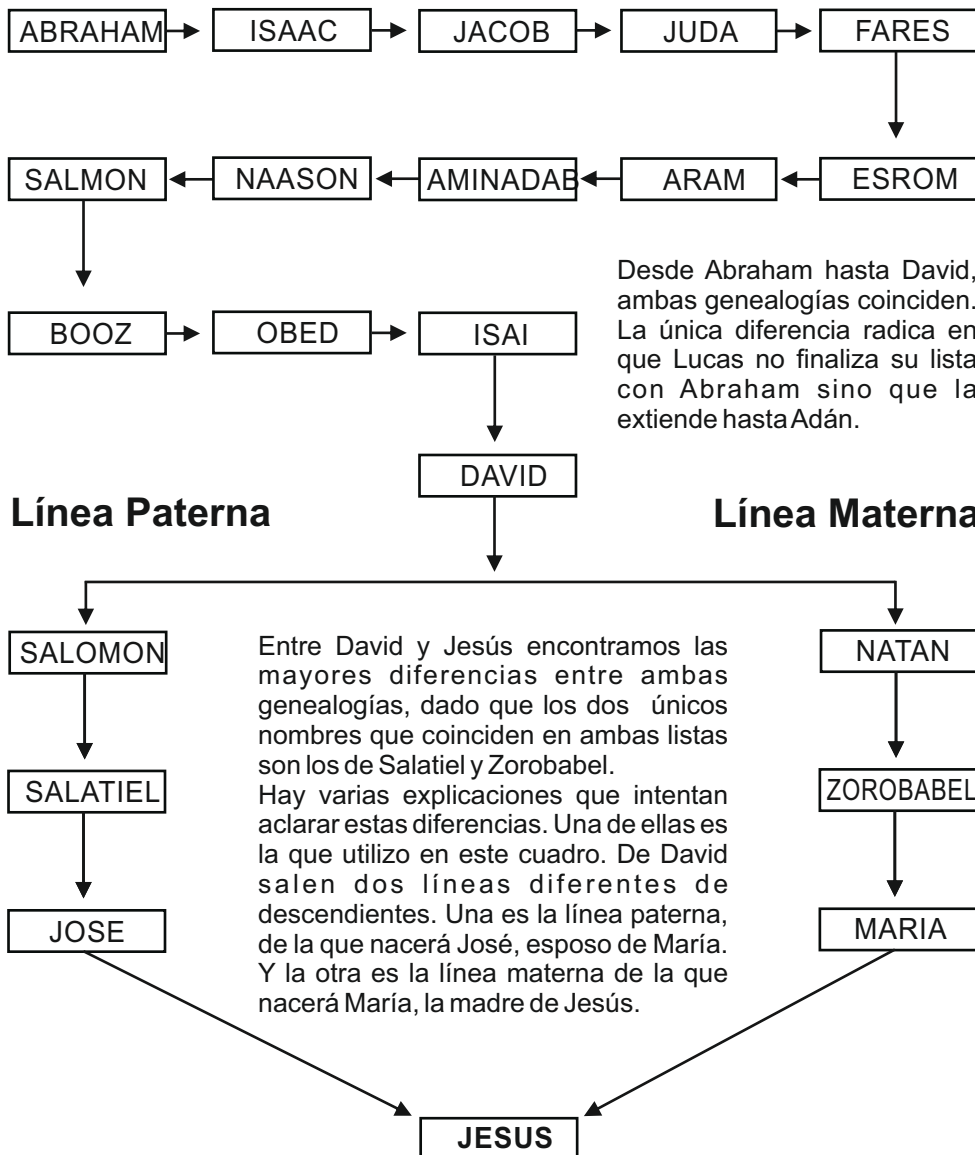 ABRAHAM ISAAC JACOB JUDA FARES
SALMON NAASON AMINADAB ARAM ESROM
Desde Abraham hasta David,
ambas genealogías coinciden.
La única diferencia radica en
que Lucas no finaliza su lista
con Abraham sino que la
extiende hasta Adán.
BOOZ OBED ISAI
DAVID
Línea Paterna
Línea Materna
SALOMON
SALATIEL
JOSE
Entre David y Jesús encontramos las
mayores diferencias entre ambas
genealogías, dado que los dos únicos
nombres que coinciden en ambas listas
son los de Salatiel y Zorobabel.
Hay varias explicaciones que intentan
aclarar estas diferencias. Una de ellas es
la que utilizo en este cuadro. De David
salen dos líneas diferentes de
descendientes. Una es la línea paterna,
de la que nacerá José, esposo de María.
Y la otra es la línea materna de la que
nacerá María, la madre de Jesús.
NATAN
ZOROBABEL
MARIA
JESUS